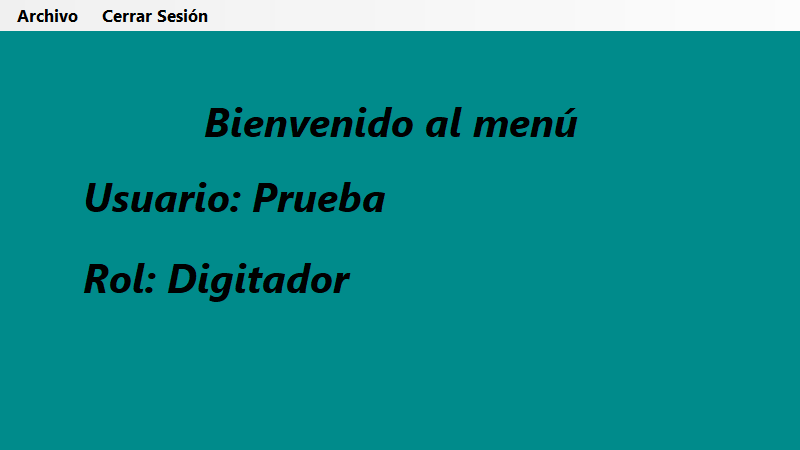 Archivo Cerrar Sesión
Bienvenido al menú
Usuario: Prueba
Rol: Digitador